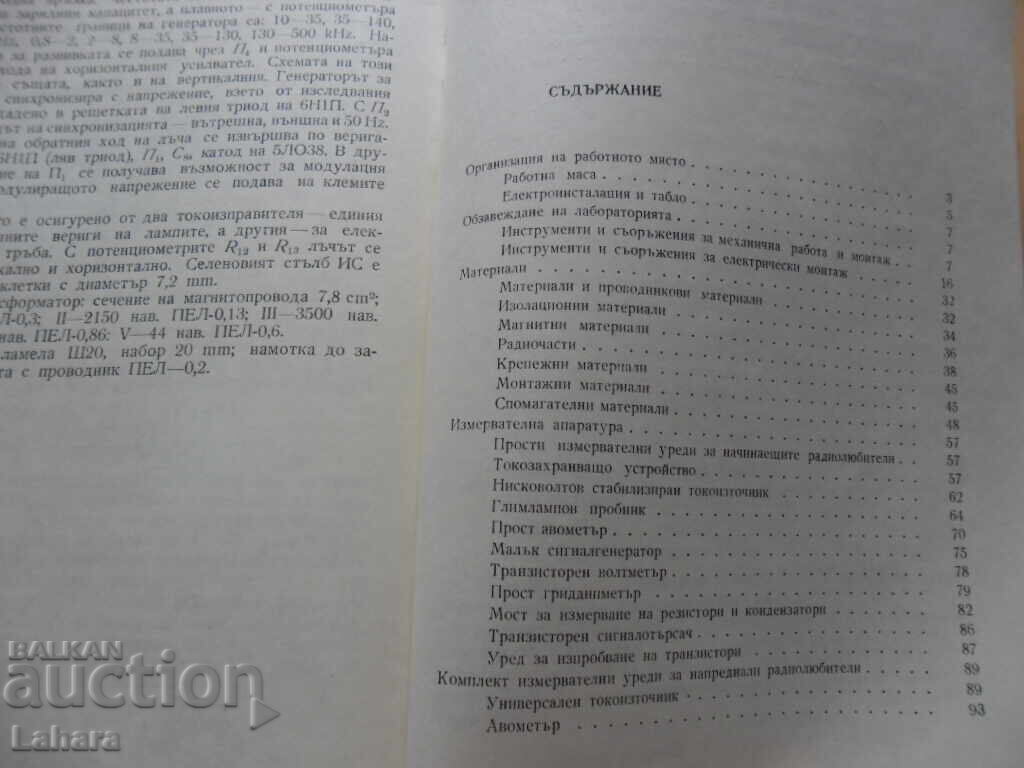 зарядния капацитет, а плавното — с потенциометъра
стотните граници на генератора са: 10—35, 35—140,
0,8—2, 2—8, 8—35, 35—130, 130—500 kHz. На-
за развивката се подава чрез П₄ и потенциометъра
хода на хоризонталния усилвател. Схемата на този
същата, както и на вертикалния. Генераторът за
синхронизира с напрежение, взето от изследвания
дадено в решетката на левия триод на 6Н1П. С П₂
ът на синхронизацията — вътрешна, външна и 50 Hz.
на обратния ход на лъча се извършва по верига-
6Н1П (ляв триод), П₁, катод на 5ЛО38. В дру-
ние на П₁ се получава възможност за модулация
одулиращото напрежение се подава на клемите
то е осигурено от два токоизправителя — единия
ните вериги на лампите, а другия — за елек-
тръба. С потенциометрите R₁₂ и R₁₃ лъчът се
кално и хоризонтално. Селеновият стълб ИС е
клетки с диаметър 7,2 mm.
сформатор: сечение на магнитопровода 7,8 cm²;
ЕЛ-0,3; II—2150 нав. ПЕЛ-0,13; III—3500 нав.
нав. ПЕЛ-0,86: V—44 нав. ПЕЛ-0,6.
ламела Ш20, набор 20 mm; намотка до за-
та с проводник ПЕЛ—0,2.
СЪДЪРЖАНИЕ
Организация на работното място . . . 3
Работна маса . . . 5
Електроинсталация и табло . . . 7
Обзавеждане на лабораторията . . . 7
Инструменти и съоръжения за механична работа и монтаж . . . 7
Инструменти и съоръжения за електрически монтаж . . . 16
Материали . . . 32
Материали и проводникови материали . . . 32
Изолационни материали . . . 34
Магнитни материали . . . 36
Радиочасти . . . 38
Крепежни материали . . . 45
Монтажни материали . . . 45
Спомагателни материали . . . 48
Измервателна апаратура . . . 57
Прости измервателни уреди за начинаещите радиолюбители . . 57
Токозахранващо устройство . . . 57
Нисковолтов стабилизиран токоизточник . . . 62
Глимлампов пробник . . . 64
Прост авометър . . . 70
Малък сигналгенератор . . . 75
Транзисторен волтметър . . . 78
Прост гридипметър . . . 79
Мост за измерване на резистори и кондензатори . . . 82
Транзисторен сигналотърсач . . . 86
Уред за изпробване на транзистори . . . 87
Комплект измервателни уреди за напреднали радиолюбители . . . 89
Универсален токоизточник . . . 89
Авометър . . . 93
BALKAN
auction
Lahara